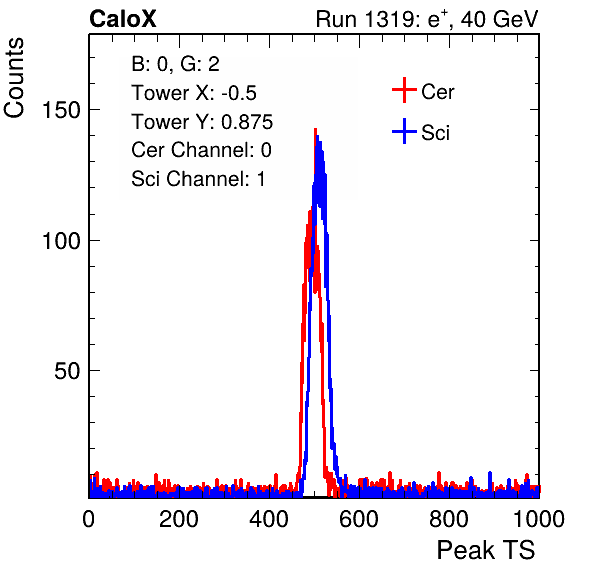 CaloX Run 1319: e⁺, 40 GeV
Counts
B: 0, G: 2
Tower X: -0.5
Tower Y: 0.875
Cer Channel: 0
Sci Channel: 1
Cer
Sci
150
100
50
0 200 400 600 800 1000
Peak TS